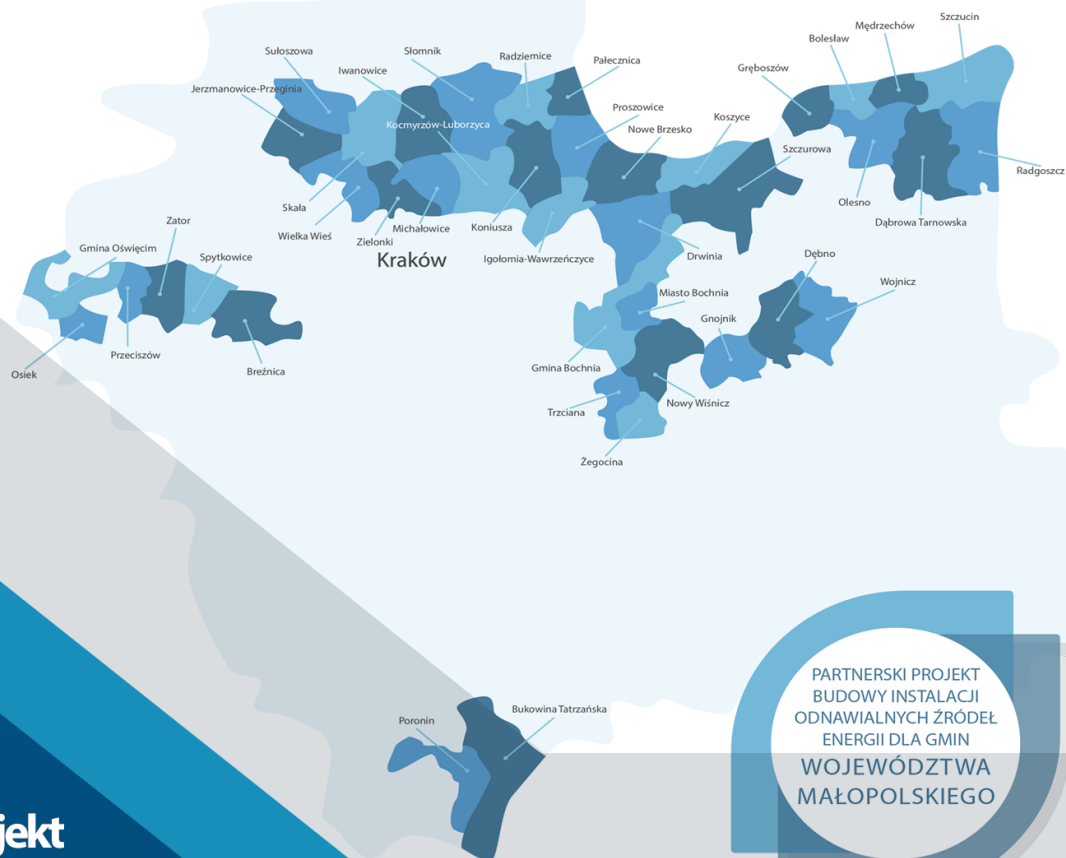 Szczucin
Mędrzechów
Bolesław
Sułoszowa
Słomnik
Radziemice
Pałecznica
Gręboszów
Iwanowice
Jerzmanowice-Przeginia
Proszowice
Koszyce
Kocmyrzów-Luborzyca
Nowe Brzesko
Szczurowa
Radgoszcz
Skała
Olesno
Zator
Wielka Wieś
Zielonki
Michałowice
Koniusza
Dąbrowa Tarnowska
Gmina Oświęcim
Spytkowice
Kraków
Igołomia-Wawrzeńczyce
Drwinia
Dębno
Wojnicz
Miasto Bochnia
Gnojnik
Przeciszów
Osiek
Breźnica
Gmina Bochnia
Nowy Wiśnicz
Trzciana
Żegocina
Poronin
Bukowina Tatrzańska
PARTNERSKI PROJEKT
BUDOWY INSTALACJI
ODNAWIALNYCH ŹRÓDEŁ
ENERGII DLA GMIN
WOJEWÓDZTWA
MAŁOPOLSKIEGO
jekt